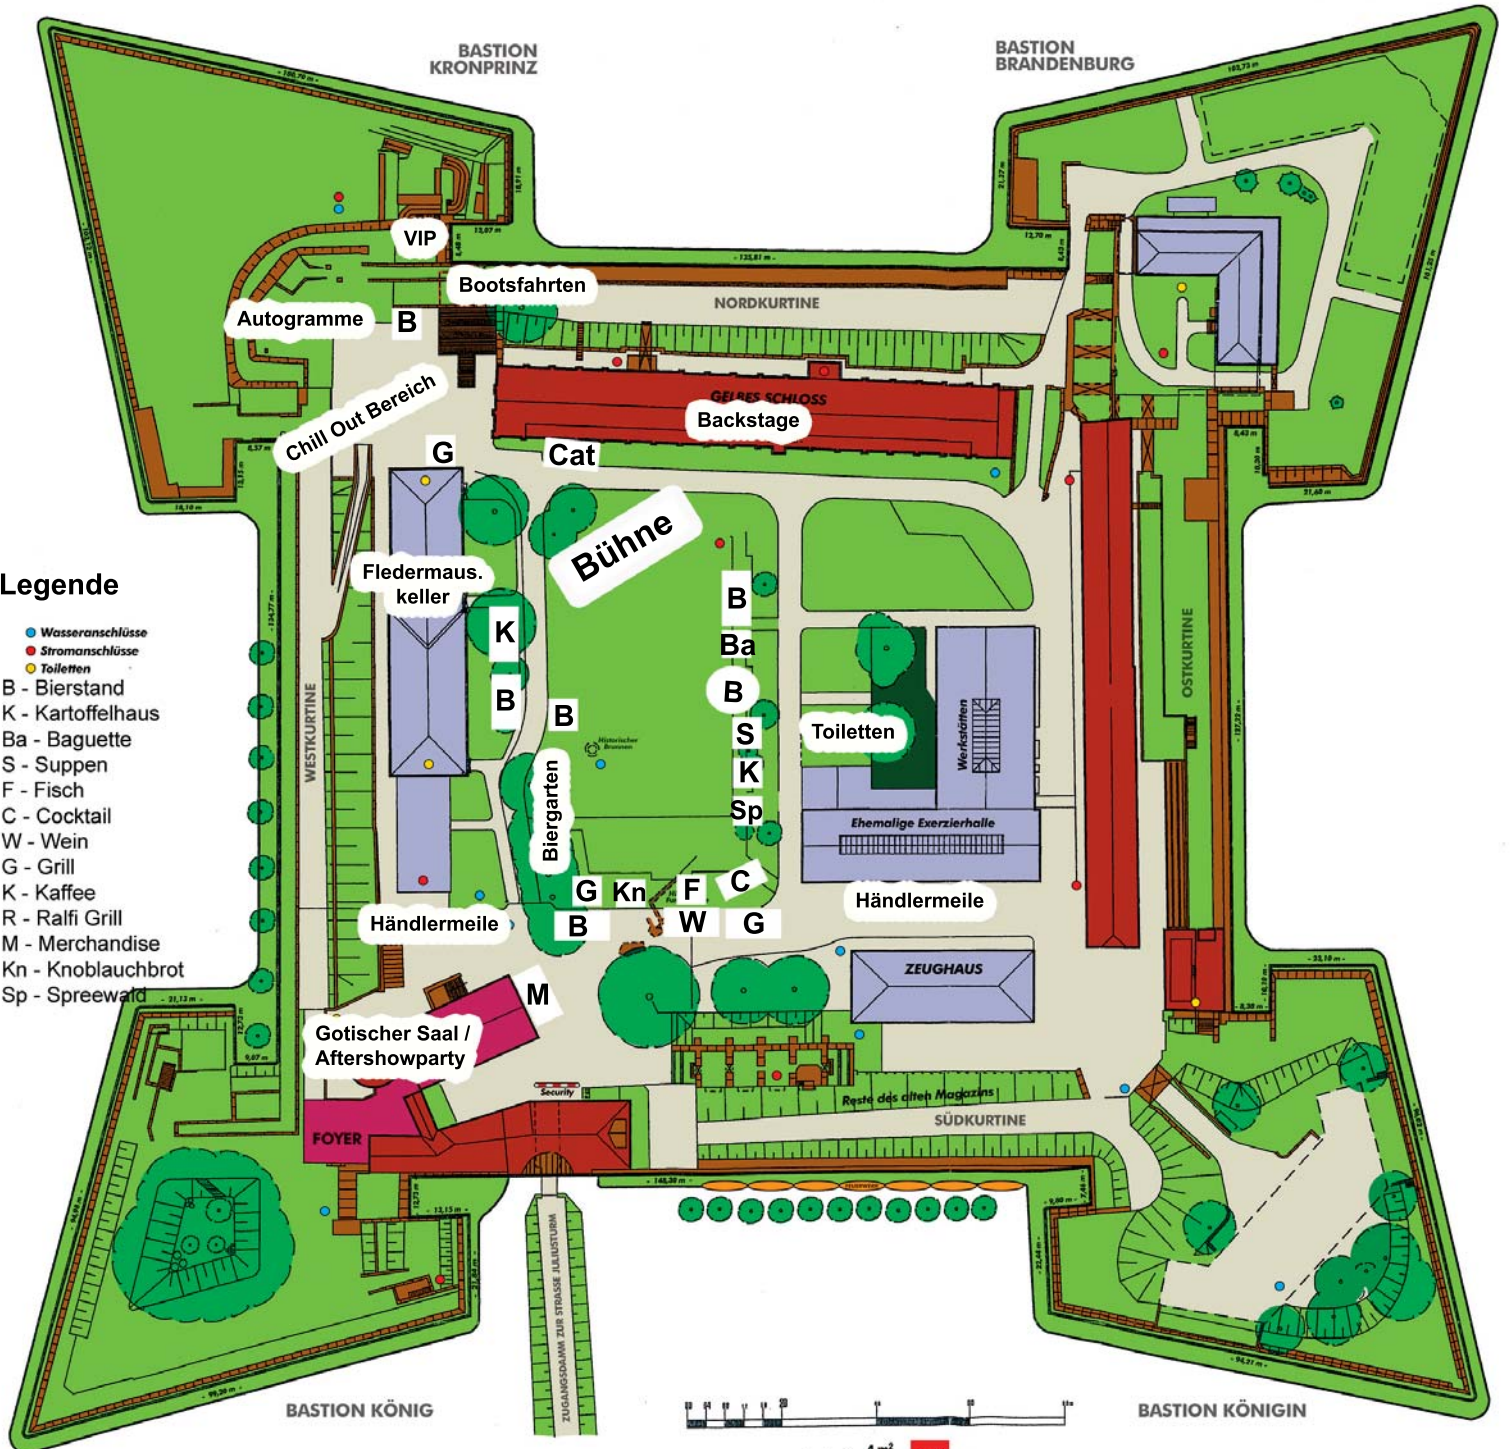 BASTION
KRONPRINZ
BASTION
BRANDENBURG
VIP
Bootsfahrten
NORDKURTINE
Autogramme
B
Chill Out Bereich
GELBES SCHLOSS
Backstage
G
Cat
Bühne
Fledermaus.
keller
K
B
B
B
Ba
B
S
K
Sp
Toiletten
Werkstätten
OSTKURTINE
WESTKURTINE
Historischer
Brunnen
Biergarten
Ehemalige Exerzierhalle
Legende
Wasseranschlüsse
Stromanschlüsse
Toiletten
B - Bierstand
K - Kartoffelhaus
Ba - Baguette
S - Suppen
F - Fisch
C - Cocktail
W - Wein
G - Grill
K - Kaffee
R - Ralfi Grill
M - Merchandise
Kn - Knoblauchbrot
Sp - Spreewald
G
Kn
F
C
B
W
G
Händlermeile
Händlermeile
ZEUGHAUS
M
Gotischer Saal /
Aftershowparty
Security
Reste des alten Magazins
SÜDKURTINE
FOYER
ZUGANGSDAMM ZUR STRASSE JULIUSTURM
BASTION KÖNIG
BASTION KÖNIGIN